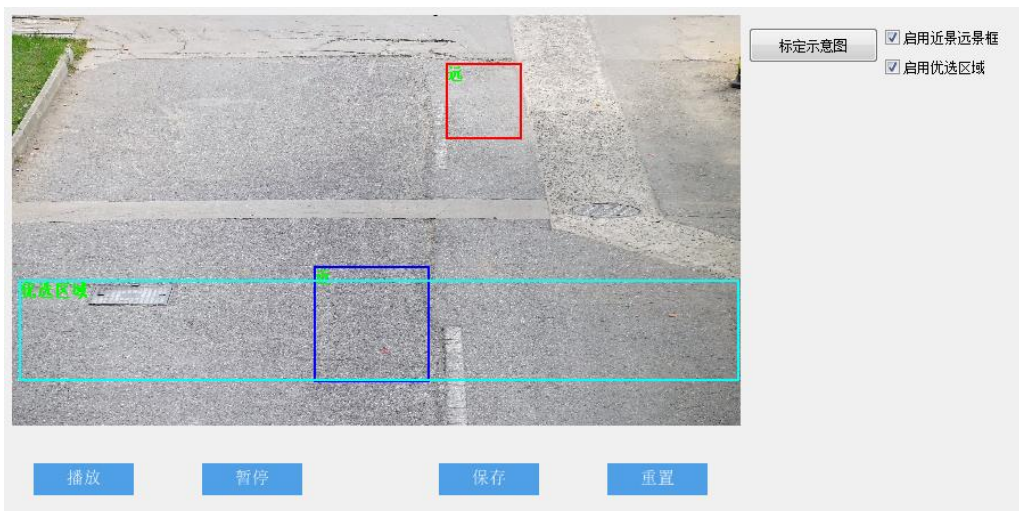 远
近
优选区域
标定示意图
启用近景远景框
启用优选区域
播放
暂停
保存
重置